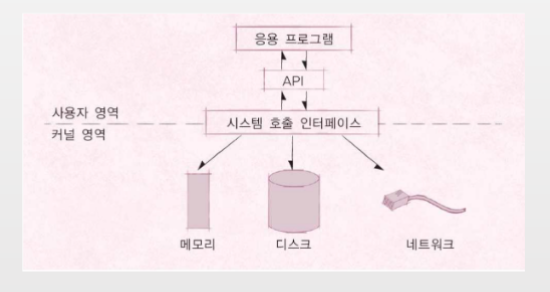 응용 프로그램
API
사용자 영역
시스템 호출 인터페이스
커널 영역
메모리
디스크
네트워크